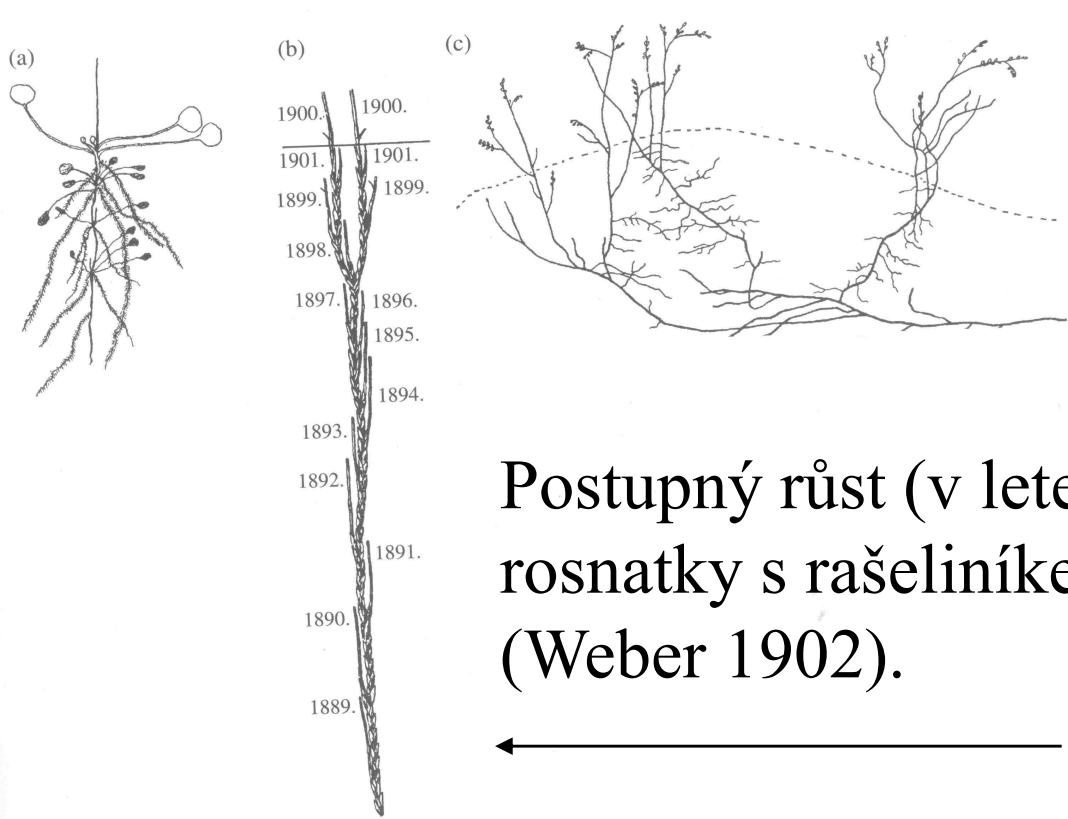 (a)
(b)
(c)
1900.
1900.
1901.
1901.
1899.
1899.
1898.
1897.
1896.
1895.
1894.
1893.
1892.
1891.
1890.
1889.
Postupný růst (v lete
rosnatky s rašeliníke
(Weber 1902).